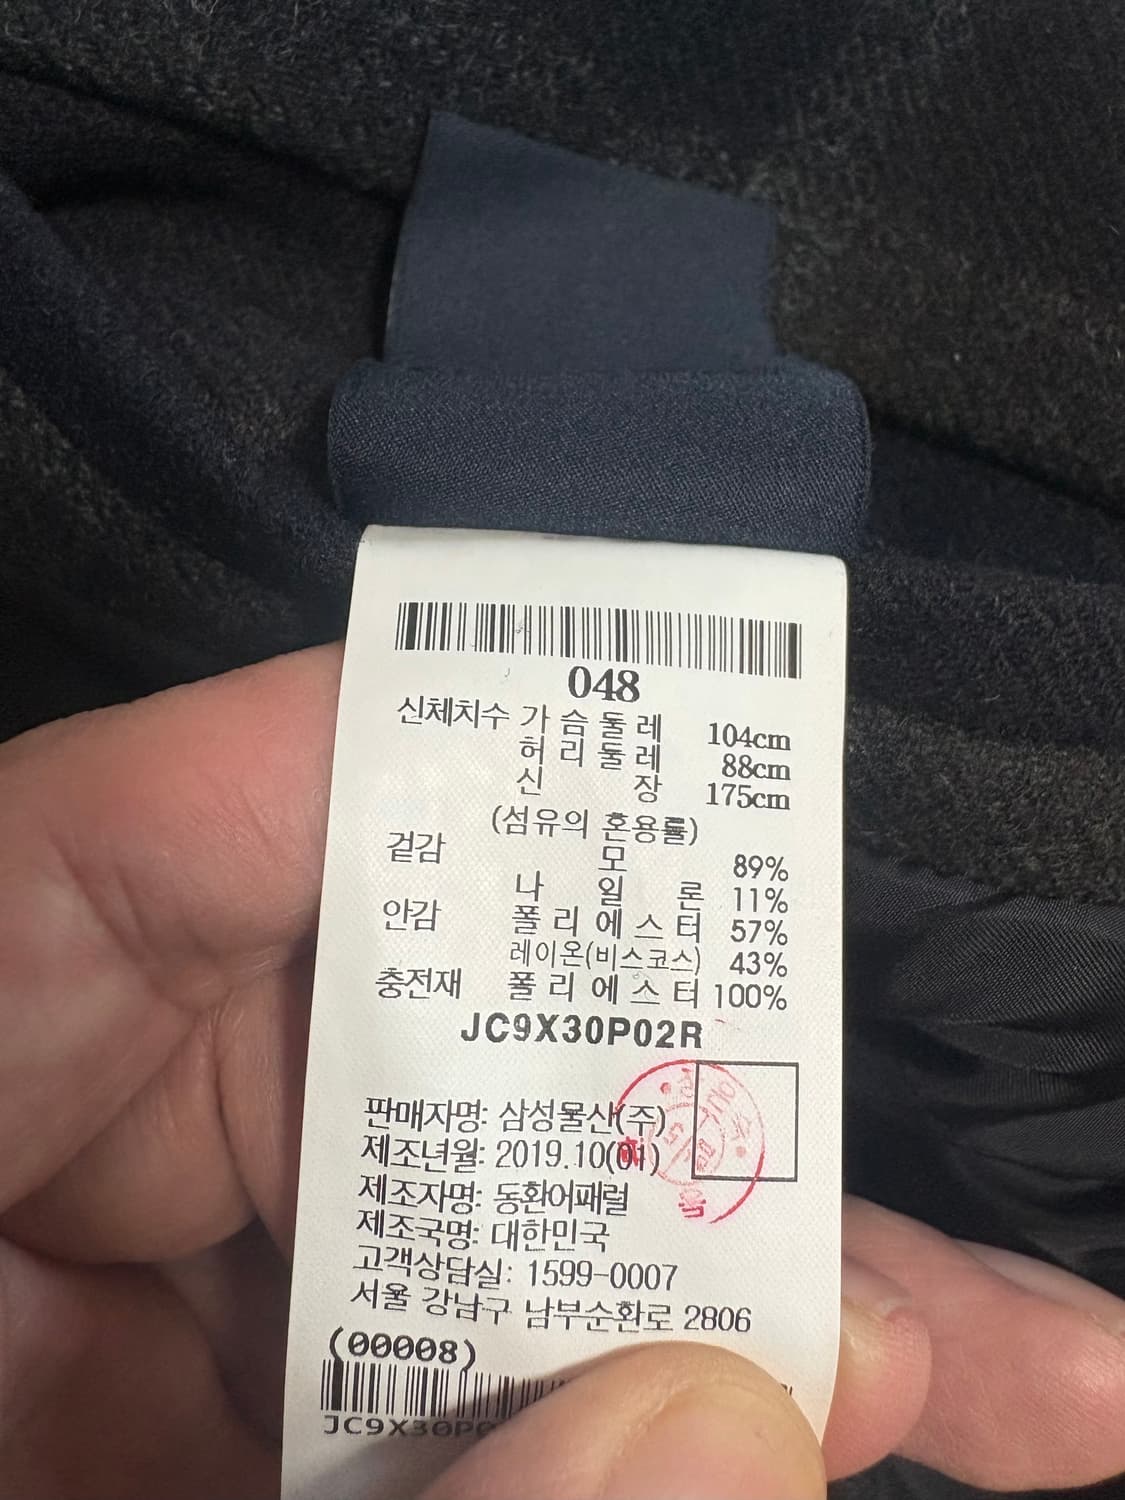 048
신체치수 가슴둘레 104cm
허리둘레 88cm
신장 175cm
(섬유의 혼용률)
겉감 모 89%
나일론 11%
안감 폴리에스터 57%
레이온(비스코스) 43%
충전재 폴리에스터 100%
JC9X30P02R
판매자명: 삼성물산(주)
제조년월: 2019.10(01)
제조자명: 동환어패럴
제조국명: 대한민국
고객상담실: 1599-0007
서울 강남구 남부순환로 2806
(00008)
JC9X30P0